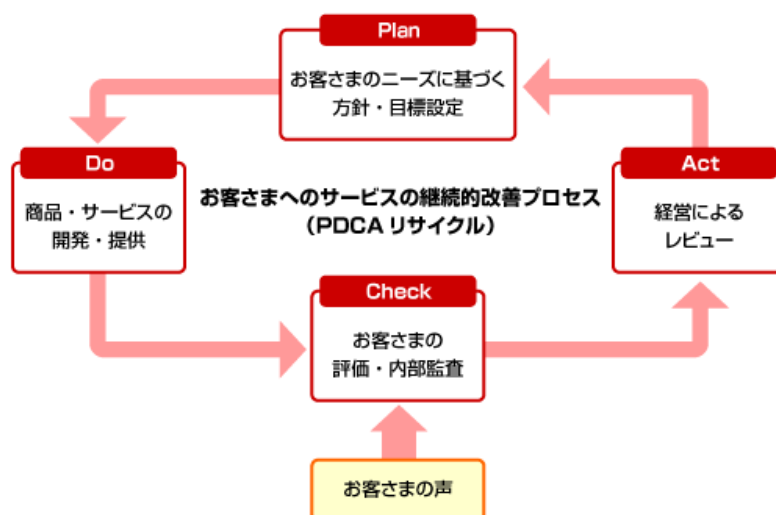 Plan
お客さまのニーズに基づく
方針・目標設定
Do
商品・サービスの
開発・提供
お客さまへのサービスの継続的改善プロセス
（PDCA リサイクル）
Act
経営による
レビュー
Check
お客さまの
評価・内部監査
お客さまの声